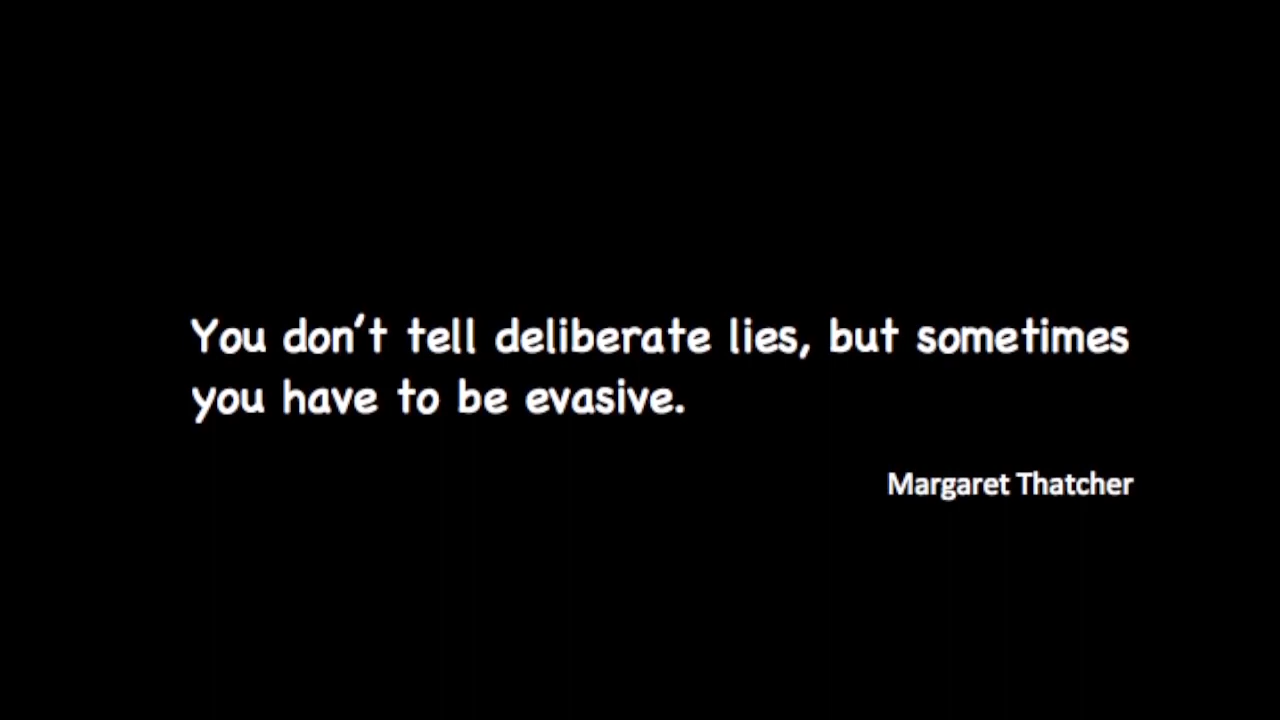 You don’t tell deliberate lies, but sometimes
you have to be evasive.
Margaret Thatcher